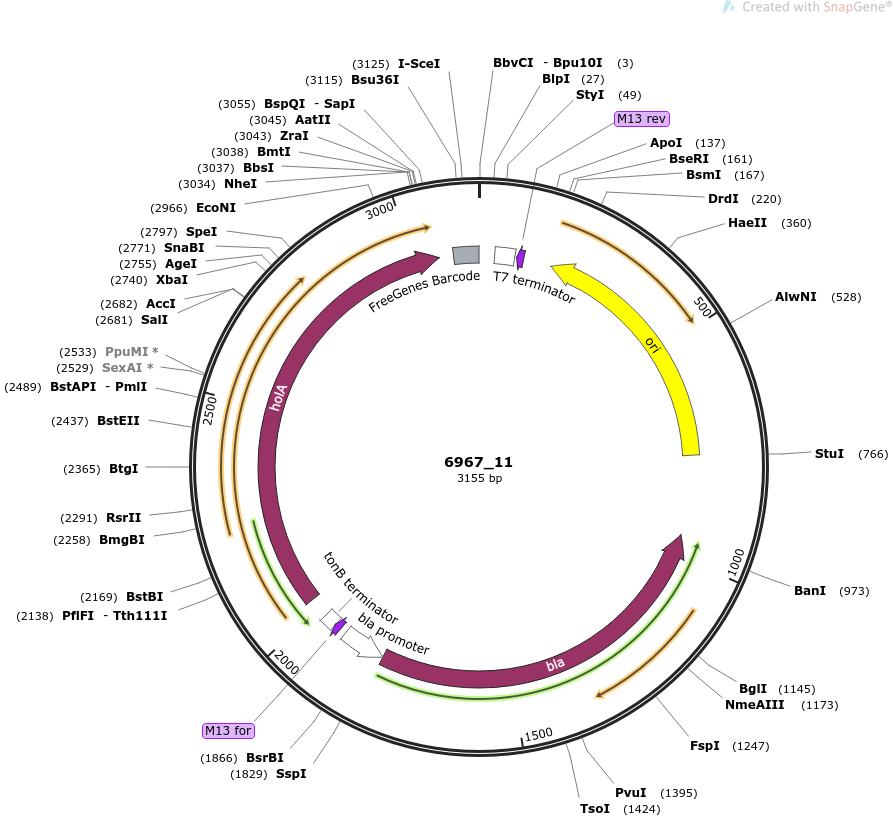 Created with SnapGene®
(3125) I-SceI
(3115) Bsu36I
(3055) BspQI - SapI
(3045) AatII
(3043) ZraI
(3038) BmtI
(3037) BbsI
(3034) NheI
(2966) EcoNI
(2797) SpeI
(2771) SnaBI
(2755) AgeI
(2740) XbaI
(2682) AccI
(2681) SalI
(2533) PpuMI *
(2529) SexAI *
(2489) BstAPI - PmlI
(2437) BstEII
(2365) BtgI
(2291) RsrII
(2258) BmgBI
(2169) BstBI
(2138) PflFI - Tth111I
M13 for
(1866) BsrBI
(1829) SspI
BbvCI - Bpu10I (3)
BlpI (27)
StyI (49)
M13 rev
ApoI (137)
BseRI (161)
BsmI (167)
DrdI (220)
HaeII (360)
AlwNI (528)
StuI (766)
BanI (973)
BglI (1145)
NmeAIII (1173)
FspI (1247)
PvuI (1395)
TsoI (1424)
500
1000
1500
2000
2500
3000
FreeGenes Barcode
T7 terminator
ori
holA
6967_11
3155 bp
tonB terminator
bla promoter
bla